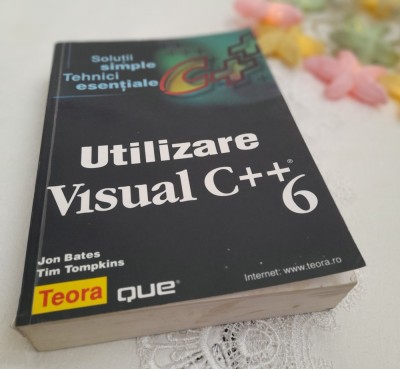 Soluții
simple
Tehnici
esențiale
C++
Utilizare
Visual C++® 6
Jon Bates
Tim Tompkins
Teora
QUE®
Internet: www.teora.ro